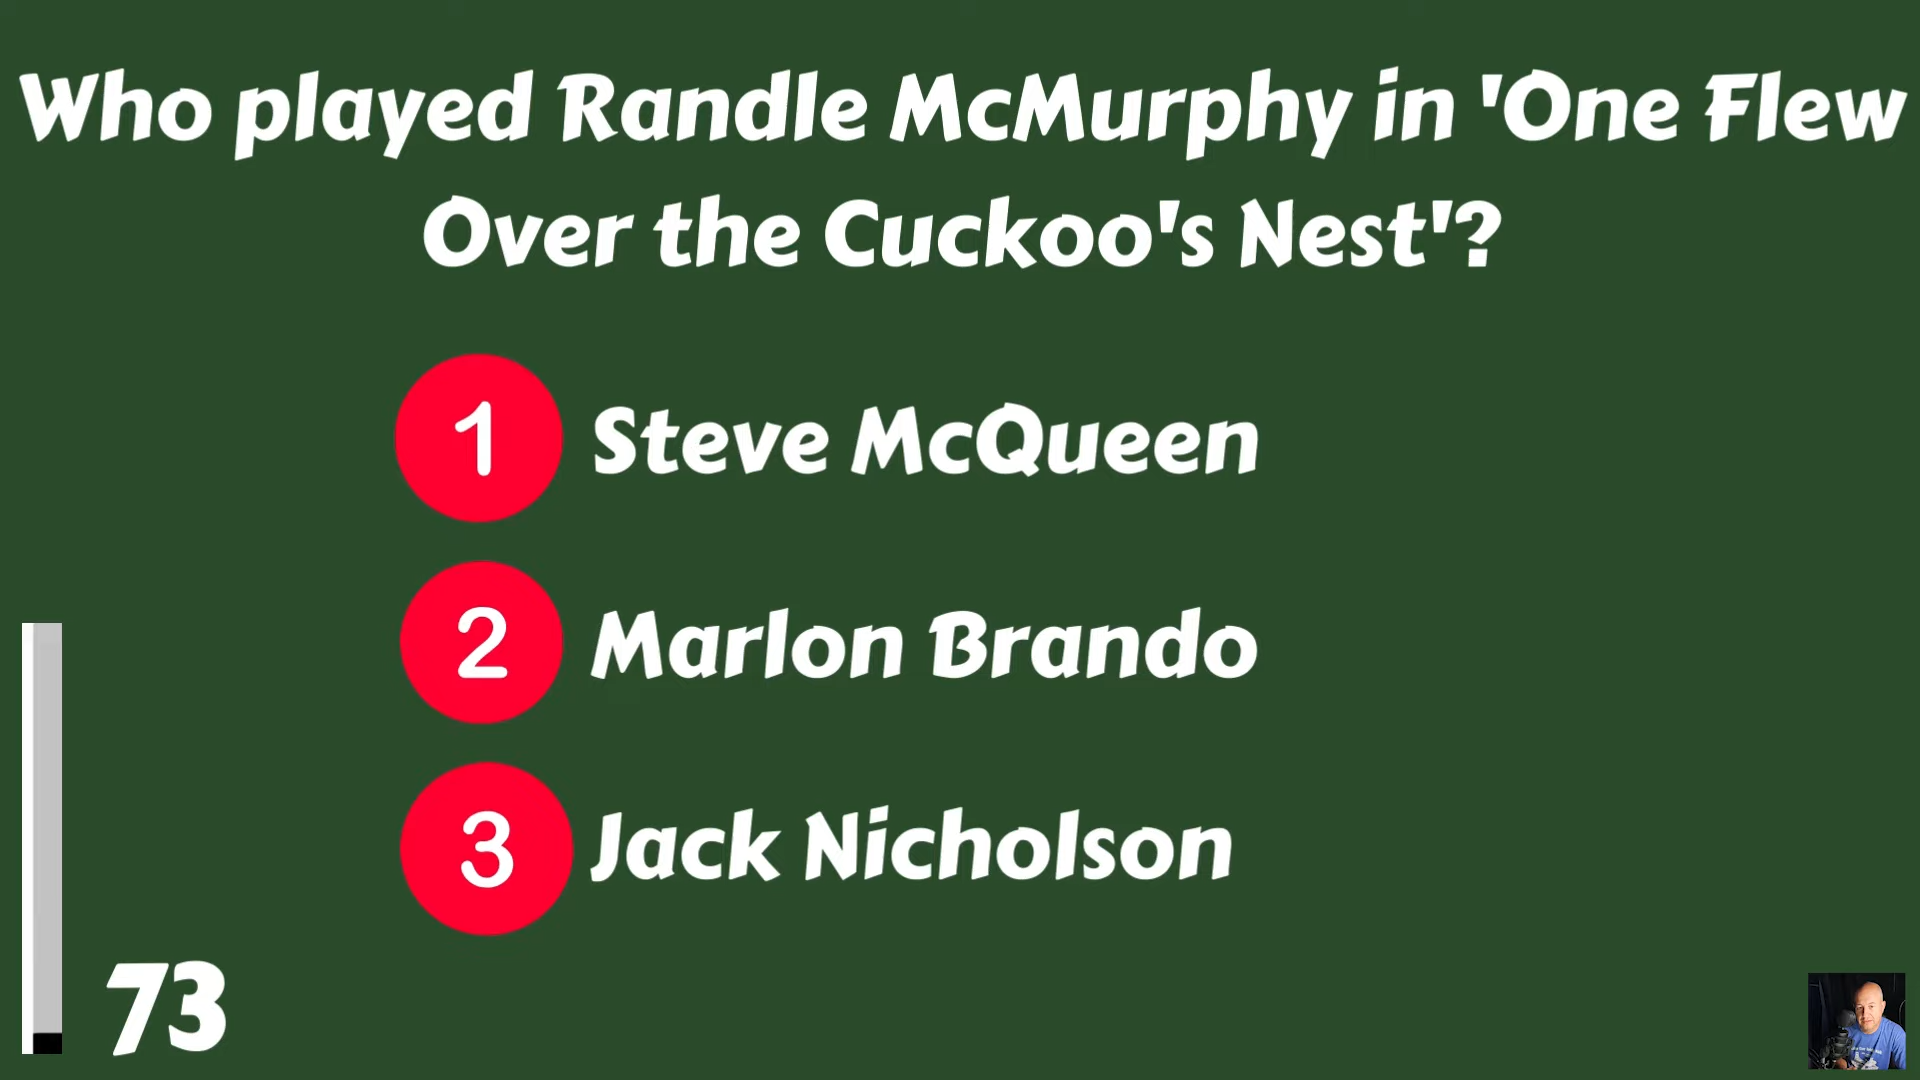 Who played Randle McMurphy in 'One Flew
Over the Cuckoo's Nest'?
1 Steve McQueen
2 Marlon Brando
3 Jack Nicholson
73